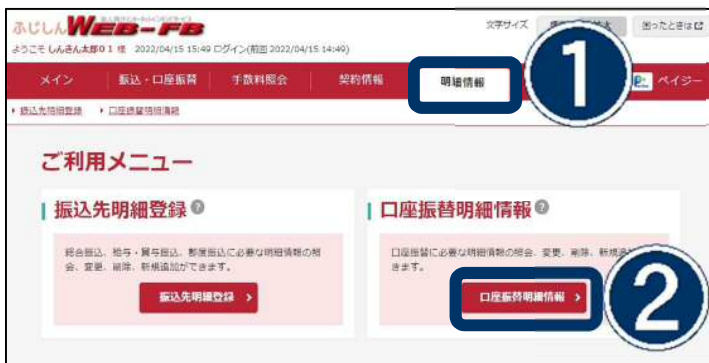 ふじしんWEB-FB
文字サイズ
困ったときは
ようこそ しんきん太郎01 様 2022/04/15 15:49 ログイン(前回 2022/04/15 14:49)
メイン 振込・口座振替 手数料照会 契約情報 明細情報 ペイジー
振込先明細登録 口座振替明細情報
1
ご利用メニュー
振込先明細登録
総合振込、給与・賞与振込、都度振込に必要な明細情報の照
会、変更、削除、新規追加ができます。
振込先明細登録
口座振替明細情報
口座振替に必要な明細情報の照会、変更、削除、新規追加
きます。
口座振替明細情報
2